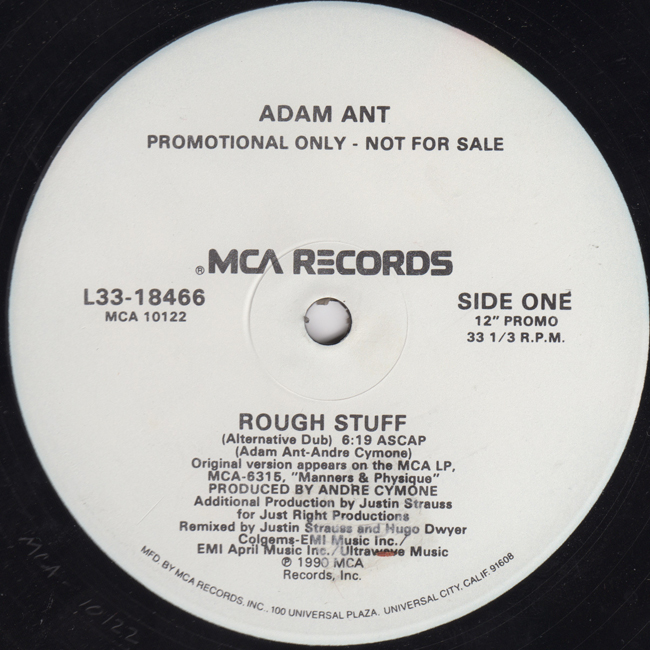 ADAM ANT
PROMOTIONAL ONLY - NOT FOR SALE
® MCA RECORDS
L33-18466
MCA 10122
SIDE ONE
12" PROMO
33 1/3 R.P.M.
ROUGH STUFF
(Alternative Dub) 6:19 ASCAP
(Adam Ant-Andre Cymone)
Original version appears on the MCA LP,
MCA-6315, "Manners & Physique"
PRODUCED BY ANDRE CYMONE
Additional Production by Justin Strauss
for Just Right Productions
Remixed by Justin Strauss and Hugo Dwyer
Colgems-EMI Music Inc./
EMI April Music Inc./Ultrawave Music
℗ 1990 MCA
Records, Inc.
MFD BY MCA RECORDS, INC., 100 UNIVERSAL PLAZA, UNIVERSAL CITY, CALIF. 91608
MCA 10122